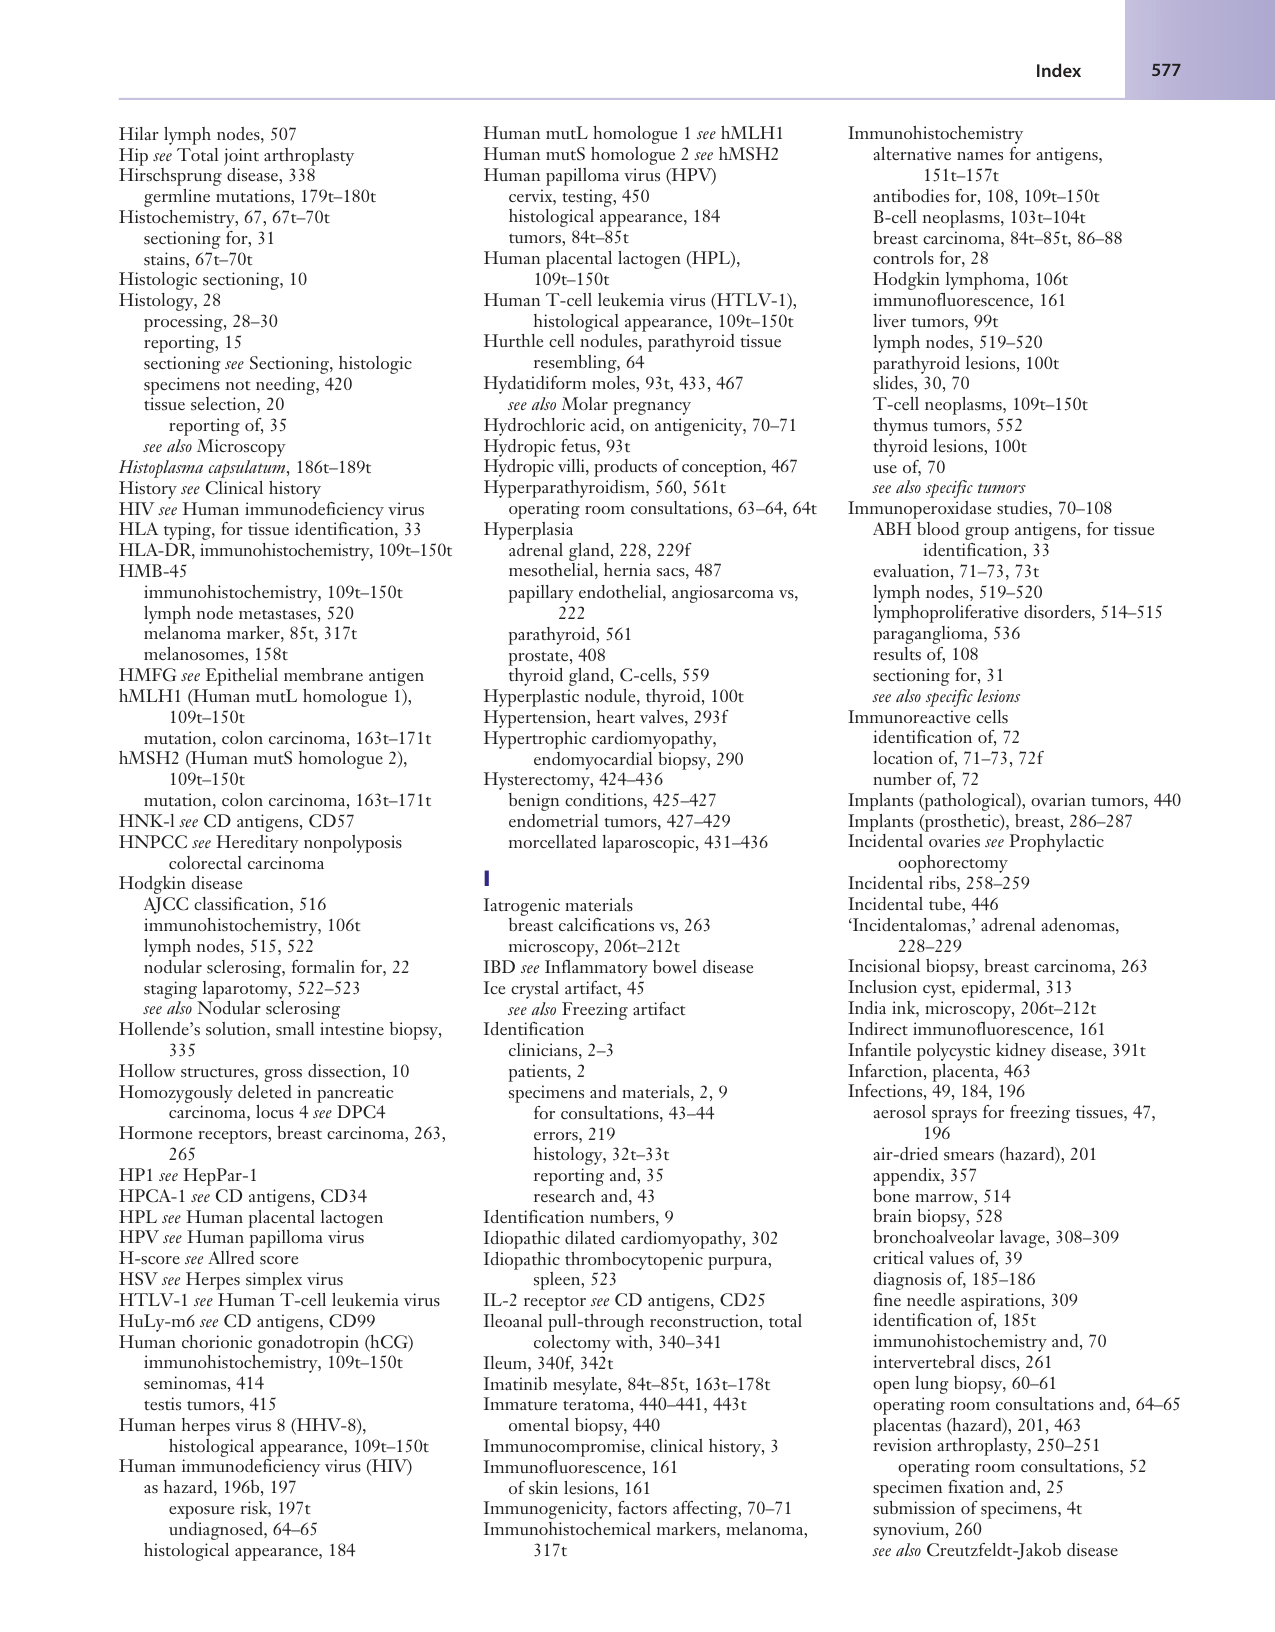 Index 577
Hilar lymph nodes, 507
Hip see Total joint arthroplasty
Hirschsprung disease, 338
germline mutations, 179t–180t
Histochemistry, 67, 67t–70t
sectioning for, 31
stains, 67t–70t
Histologic sectioning, 10
Histology, 28
processing, 28–30
reporting, 15
sectioning see Sectioning, histologic
specimens not needing, 420
tissue selection, 20
reporting of, 35
see also Microscopy
Histoplasma capsulatum, 186t–189t
History see Clinical history
HIV see Human immunodeficiency virus
HLA typing, for tissue identification, 33
HLA-DR, immunohistochemistry, 109t–150t
HMB-45
immunohistochemistry, 109t–150t
lymph node metastases, 520
melanoma marker, 85t, 317t
melanosomes, 158t
HMFG see Epithelial membrane antigen
hMLH1 (Human mutL homologue 1),
109t–150t
mutation, colon carcinoma, 163t–171t
hMSH2 (Human mutS homologue 2),
109t–150t
mutation, colon carcinoma, 163t–171t
HNK-l see CD antigens, CD57
HNPCC see Hereditary nonpolyposis
colorectal carcinoma
Hodgkin disease
AJCC classification, 516
immunohistochemistry, 106t
lymph nodes, 515, 522
nodular sclerosing, formalin for, 22
staging laparotomy, 522–523
see also Nodular sclerosing
Hollende’s solution, small intestine biopsy,
335
Hollow structures, gross dissection, 10
Homozygously deleted in pancreatic
carcinoma, locus 4 see DPC4
Hormone receptors, breast carcinoma, 263,
265
HP1 see HepPar-1
HPCA-1 see CD antigens, CD34
HPL see Human placental lactogen
HPV see Human papilloma virus
H-score see Allred score
HSV see Herpes simplex virus
HTLV-1 see Human T-cell leukemia virus
HuLy-m6 see CD antigens, CD99
Human chorionic gonadotropin (hCG)
immunohistochemistry, 109t–150t
seminomas, 414
testis tumors, 415
Human herpes virus 8 (HHV-8),
histological appearance, 109t–150t
Human immunodeficiency virus (HIV)
as hazard, 196b, 197
exposure risk, 197t
undiagnosed, 64–65
histological appearance, 184
Human mutL homologue 1 see hMLH1
Human mutS homologue 2 see hMSH2
Human papilloma virus (HPV)
cervix, testing, 450
histological appearance, 184
tumors, 84t–85t
Human placental lactogen (HPL),
109t–150t
Human T-cell leukemia virus (HTLV-1),
histological appearance, 109t–150t
Hurthle cell nodules, parathyroid tissue
resembling, 64
Hydatidiform moles, 93t, 433, 467
see also Molar pregnancy
Hydrochloric acid, on antigenicity, 70–71
Hydropic fetus, 93t
Hydropic villi, products of conception, 467
Hyperparathyroidism, 560, 561t
operating room consultations, 63–64, 64t
Hyperplasia
adrenal gland, 228, 229f
mesothelial, hernia sacs, 487
papillary endothelial, angiosarcoma vs,
222
parathyroid, 561
prostate, 408
thyroid gland, C-cells, 559
Hyperplastic nodule, thyroid, 100t
Hypertension, heart valves, 293f
Hypertrophic cardiomyopathy,
endomyocardial biopsy, 290
Hysterectomy, 424–436
benign conditions, 425–427
endometrial tumors, 427–429
morcellated laparoscopic, 431–436
I
Iatrogenic materials
breast calcifications vs, 263
microscopy, 206t–212t
IBD see Inflammatory bowel disease
Ice crystal artifact, 45
see also Freezing artifact
Identification
clinicians, 2–3
patients, 2
specimens and materials, 2, 9
for consultations, 43–44
errors, 219
histology, 32t–33t
reporting and, 35
research and, 43
Identification numbers, 9
Idiopathic dilated cardiomyopathy, 302
Idiopathic thrombocytopenic purpura,
spleen, 523
IL-2 receptor see CD antigens, CD25
Ileoanal pull-through reconstruction, total
colectomy with, 340–341
Ileum, 340f, 342t
Imatinib mesylate, 84t–85t, 163t–178t
Immature teratoma, 440–441, 443t
omental biopsy, 440
Immunocompromise, clinical history, 3
Immunofluorescence, 161
of skin lesions, 161
Immunogenicity, factors affecting, 70–71
Immunohistochemical markers, melanoma,
317t
Immunohistochemistry
alternative names for antigens,
151t–157t
antibodies for, 108, 109t–150t
B-cell neoplasms, 103t–104t
breast carcinoma, 84t–85t, 86–88
controls for, 28
Hodgkin lymphoma, 106t
immunofluorescence, 161
liver tumors, 99t
lymph nodes, 519–520
parathyroid lesions, 100t
slides, 30, 70
T-cell neoplasms, 109t–150t
thymus tumors, 552
thyroid lesions, 100t
use of, 70
see also specific tumors
Immunoperoxidase studies, 70–108
ABH blood group antigens, for tissue
identification, 33
evaluation, 71–73, 73t
lymph nodes, 519–520
lymphoproliferative disorders, 514–515
paraganglioma, 536
results of, 108
sectioning for, 31
see also specific lesions
Immunoreactive cells
identification of, 72
location of, 71–73, 72f
number of, 72
Implants (pathological), ovarian tumors, 440
Implants (prosthetic), breast, 286–287
Incidental ovaries see Prophylactic
oophorectomy
Incidental ribs, 258–259
Incidental tube, 446
‘Incidentalomas,’ adrenal adenomas,
228–229
Incisional biopsy, breast carcinoma, 263
Inclusion cyst, epidermal, 313
India ink, microscopy, 206t–212t
Indirect immunofluorescence, 161
Infantile polycystic kidney disease, 391t
Infarction, placenta, 463
Infections, 49, 184, 196
aerosol sprays for freezing tissues, 47,
196
air-dried smears (hazard), 201
appendix, 357
bone marrow, 514
brain biopsy, 528
bronchoalveolar lavage, 308–309
critical values of, 39
diagnosis of, 185–186
fine needle aspirations, 309
identification of, 185t
immunohistochemistry and, 70
intervertebral discs, 261
open lung biopsy, 60–61
operating room consultations and, 64–65
placentas (hazard), 201, 463
revision arthroplasty, 250–251
operating room consultations, 52
specimen fixation and, 25
submission of specimens, 4t
synovium, 260
see also Creutzfeldt-Jakob disease